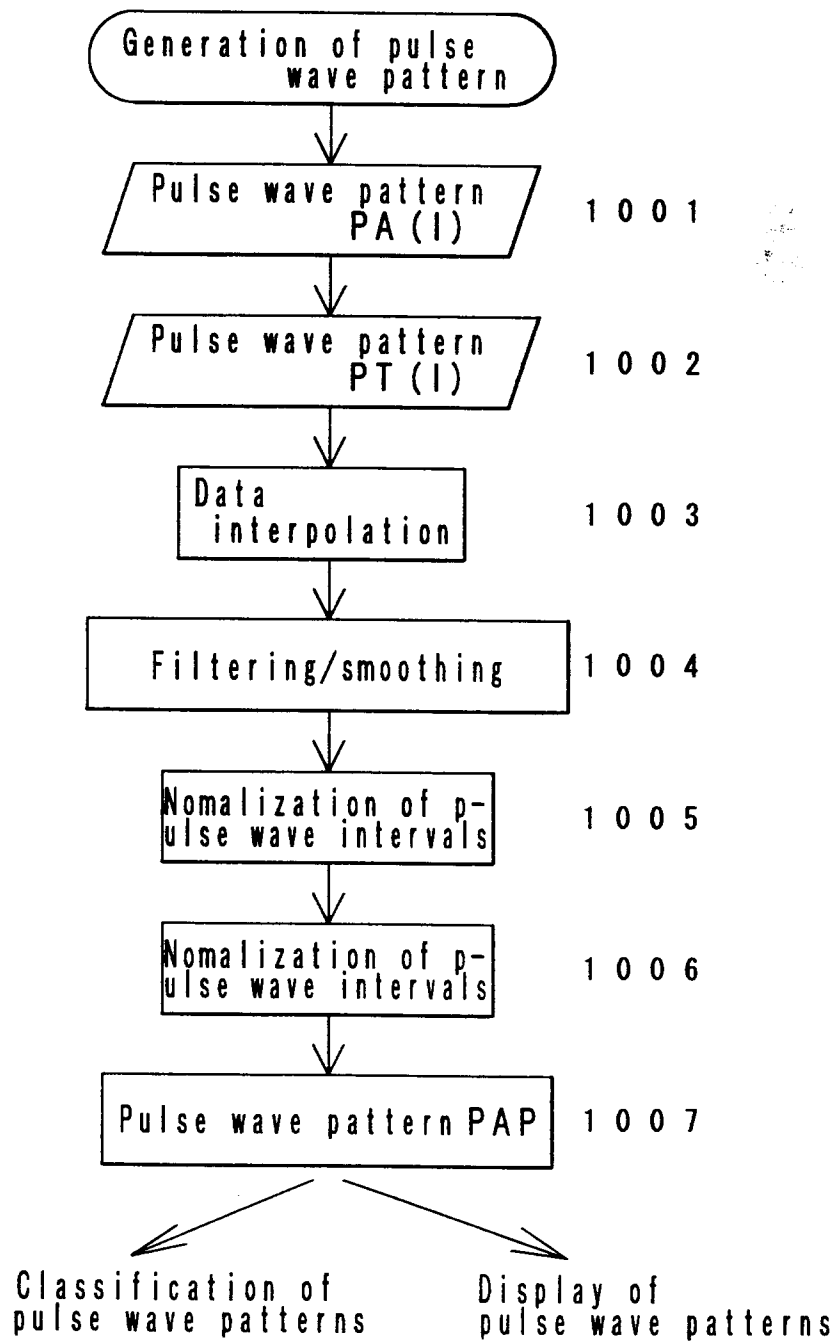 Generation of pulse
wave pattern
Pulse wave pattern
PA(I)
1001
Pulse wave pattern
PT(I)
1002
Data
interpolation
1003
Filtering/smoothing
1004
Nomalization of p-
ulse wave intervals
1005
Nomalization of p-
ulse wave intervals
1006
Pulse wave pattern PAP
1007
Classification of
pulse wave patterns
Display of
pulse wave patterns